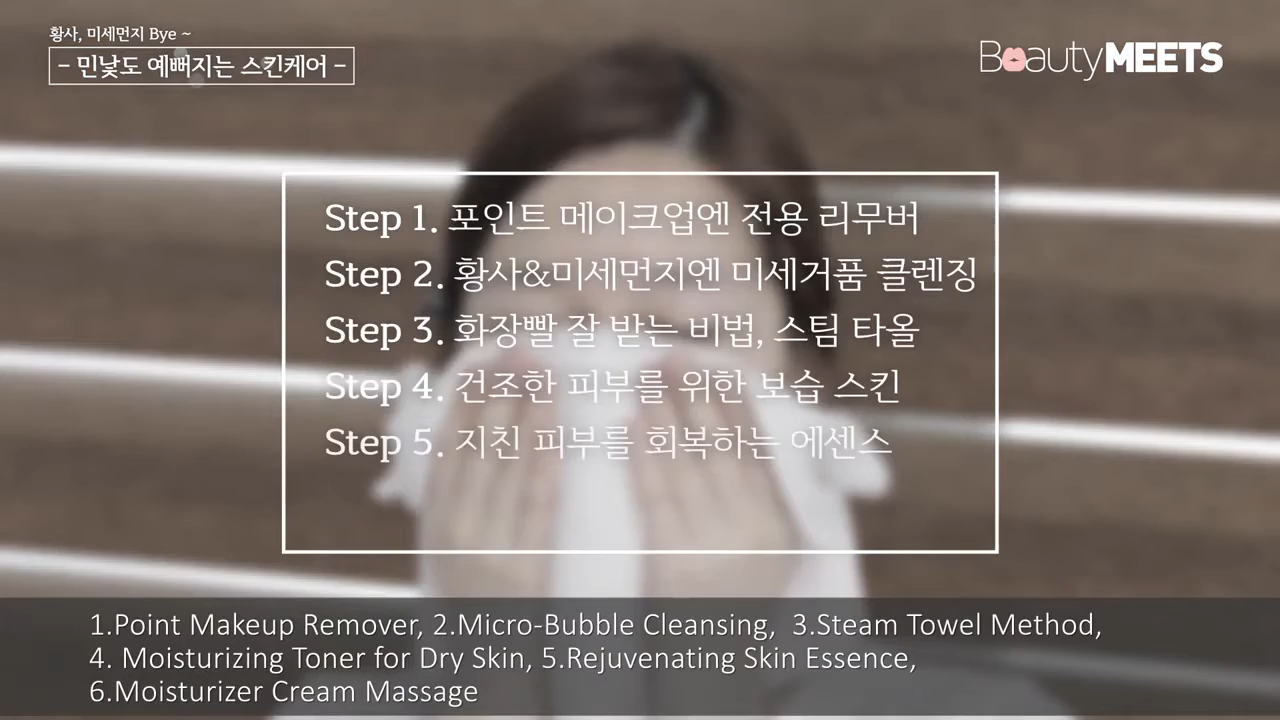 황사, 미세먼지 Bye ~
- 민낯도 예뻐지는 스킨케어 -
BeautyMEETS
Step 1. 포인트 메이크업엔 전용 리무버
Step 2. 황사&미세먼지엔 미세거품 클렌징
Step 3. 화장빨 잘 받는 비법, 스팀 타올
Step 4. 건조한 피부를 위한 보습 스킨
Step 5. 지친 피부를 회복하는 에센스
1.Point Makeup Remover, 2.Micro-Bubble Cleansing, 3.Steam Towel Method,
4. Moisturizing Toner for Dry Skin, 5.Rejuvenating Skin Essence,
6.Moisturizer Cream Massage